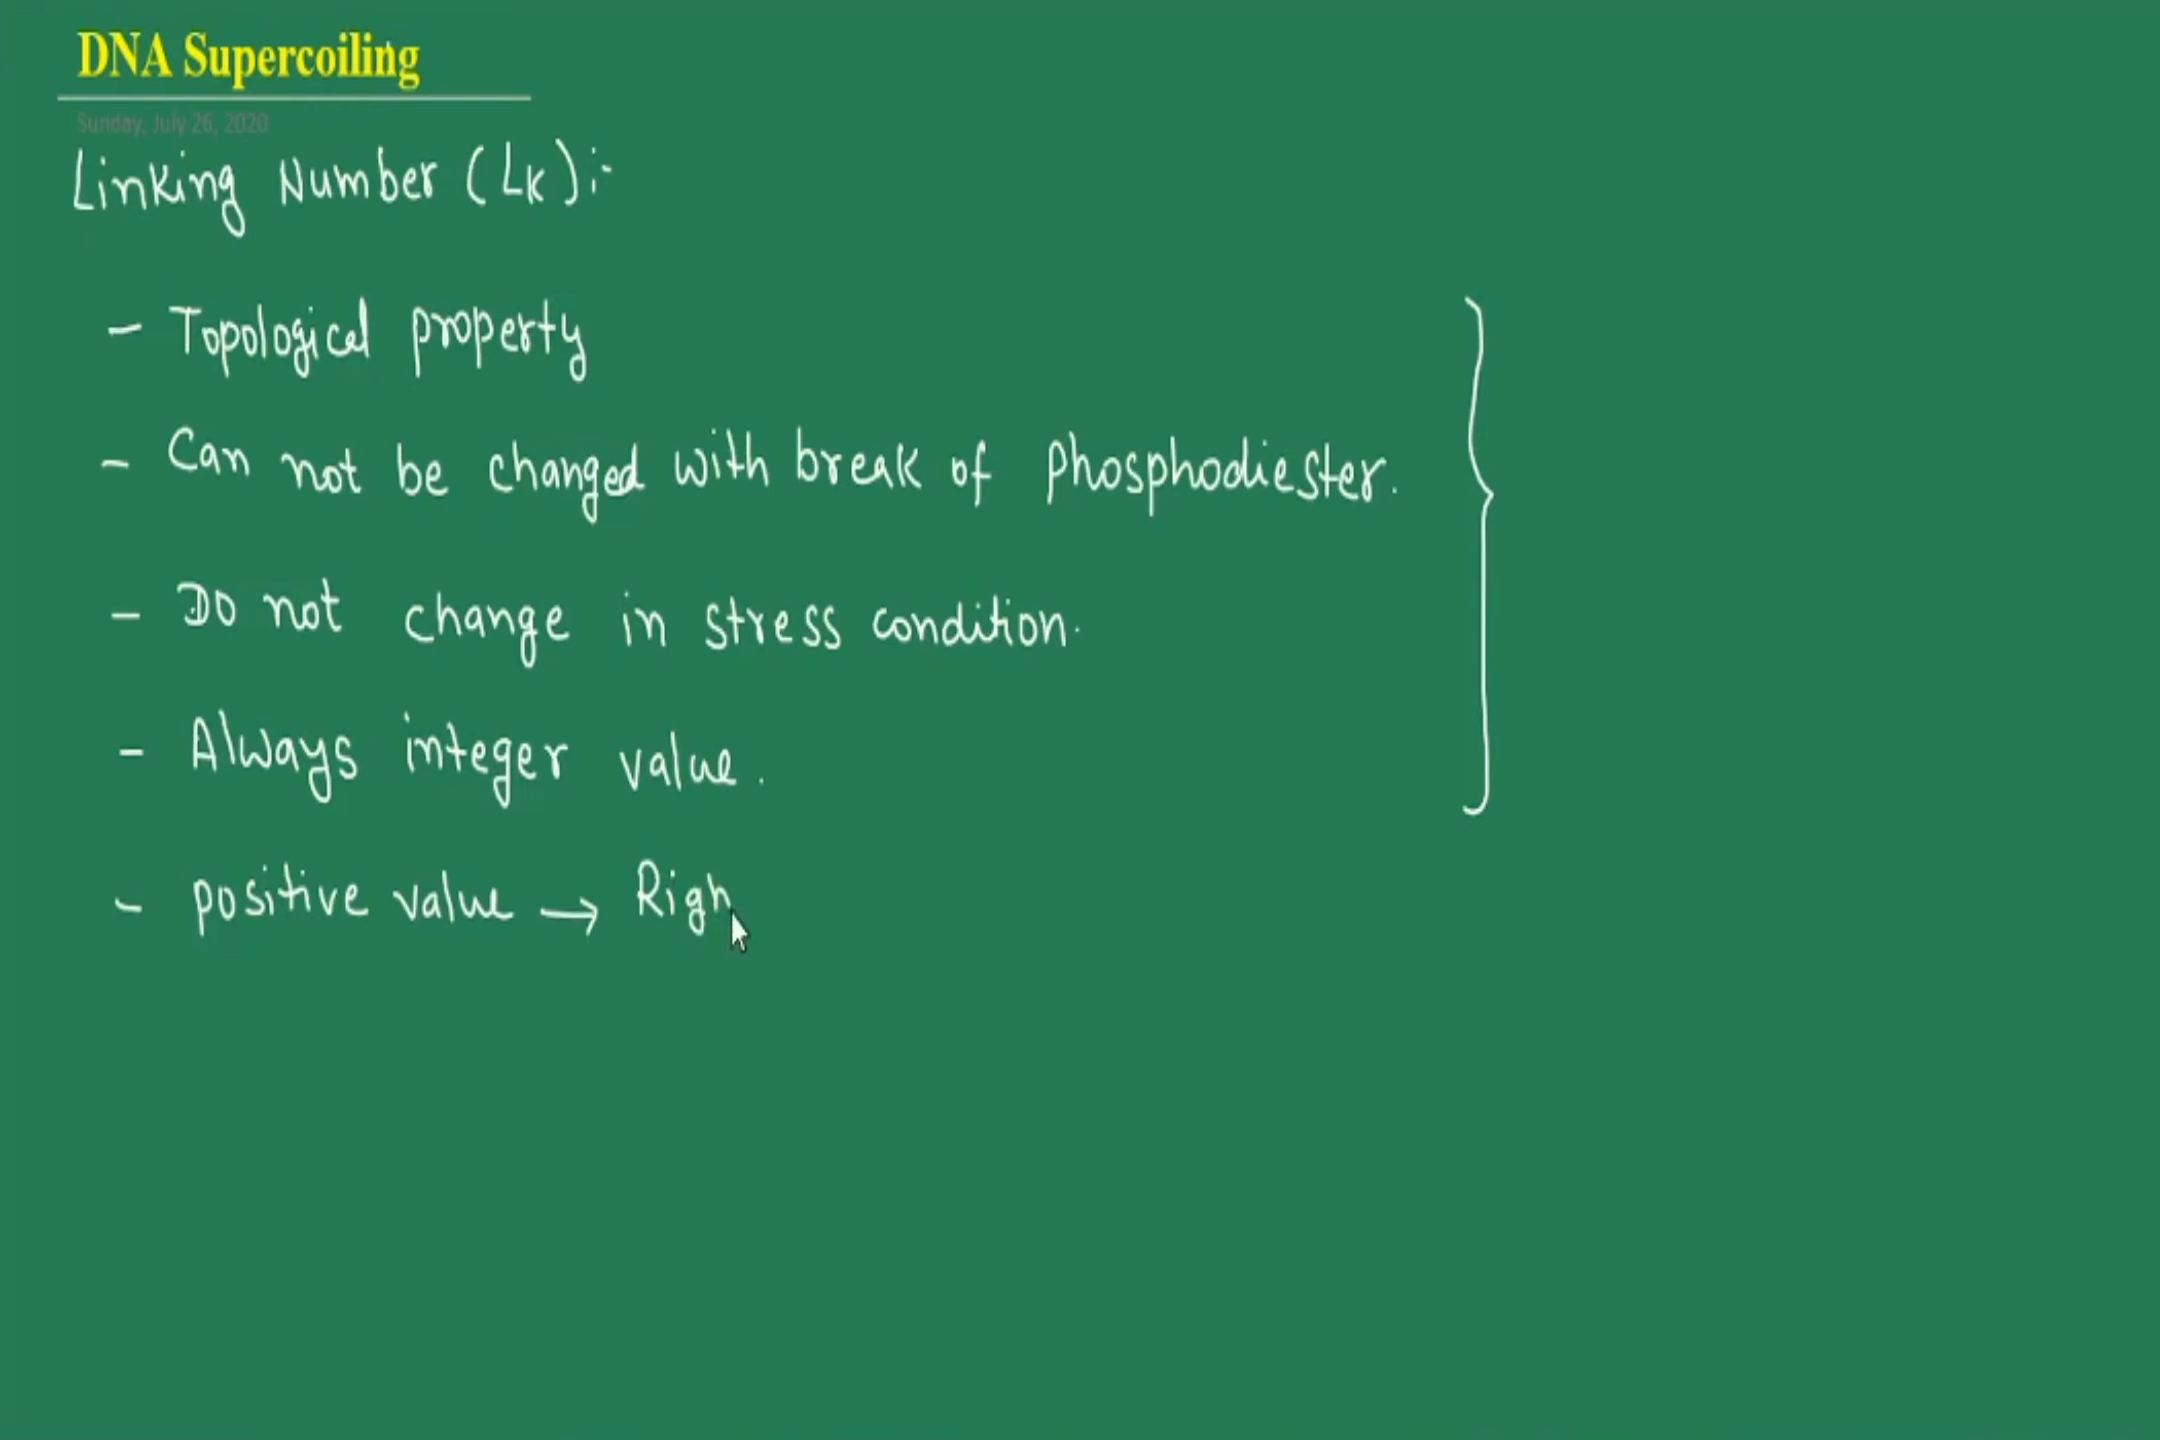 DNA Supercoiling
Sunday, July 26, 2020
Linking Number (Lk):-
- Topological property
- Can not be changed with break of phosphodiester.
- Do not change in stress condition.
- Always integer value.
- positive value → Righ